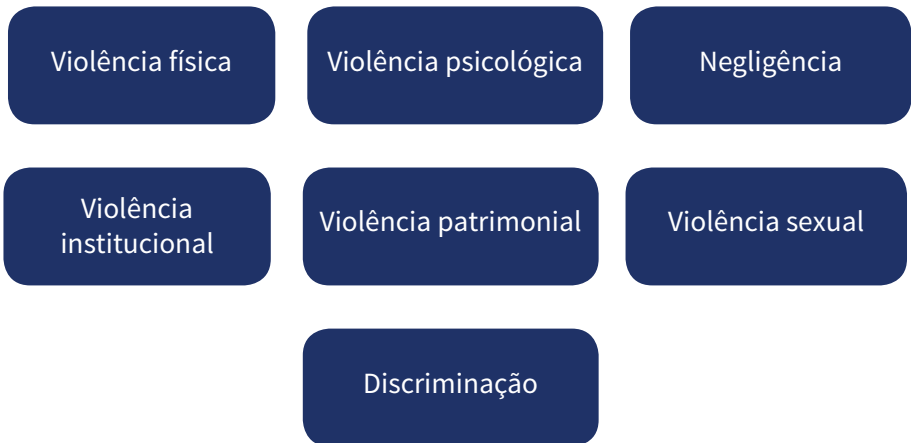 Violência física
Violência psicológica
Negligência
Violência
institucional
Violência patrimonial
Violência sexual
Discriminação